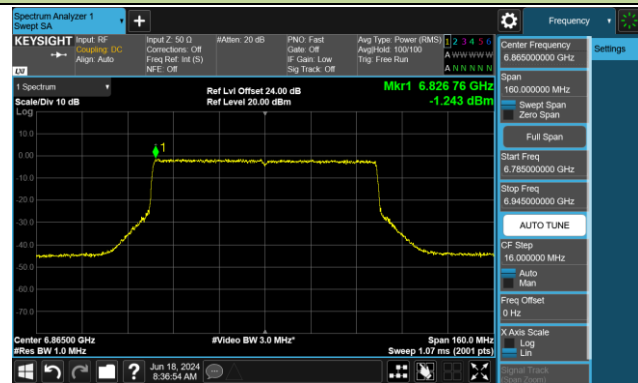 Spectrum Analyzer 1
Swept SA
Frequency
KEYSIGHT
Input: RF
Coupling: DC
Align: Auto
Input Z: 50 Ω
Corrections: Off
Freq Ref: Int (S)
NFE: Off
#Atten: 20 dB
PNO: Fast
Gate: Off
IF Gain: Low
Sig Track: Off
Avg Type: Power (RMS)
Avg|Hold: 100/100
Trig: Free Run
1 2 3 4 5 6
A W W W W W
A N N N N N
LXI
1 Spectrum
Scale/Div 10 dB
Log
Ref Lvl Offset 24.00 dB
Ref Level 20.00 dBm
Mkr1 6.826 76 GHz
-1.243 dBm
1
10.0
0.00
-10.0
-20.0
-30.0
-40.0
-50.0
-60.0
-70.0
Center 6.86500 GHz
#Res BW 1.0 MHz
#Video BW 3.0 MHz*
Span 160.0 MHz
Sweep 1.07 ms (2001 pts)
Jun 18, 2024
8:36:54 AM
Center Frequency
6.865000000 GHz
Settings
Span
160.000000 MHz
Swept Span
Zero Span
Full Span
Start Freq
6.785000000 GHz
Stop Freq
6.945000000 GHz
AUTO TUNE
CF Step
16.000000 MHz
Auto
Man
Freq Offset
0 Hz
X Axis Scale
Log
Lin
Signal Track
(Span Zoom)